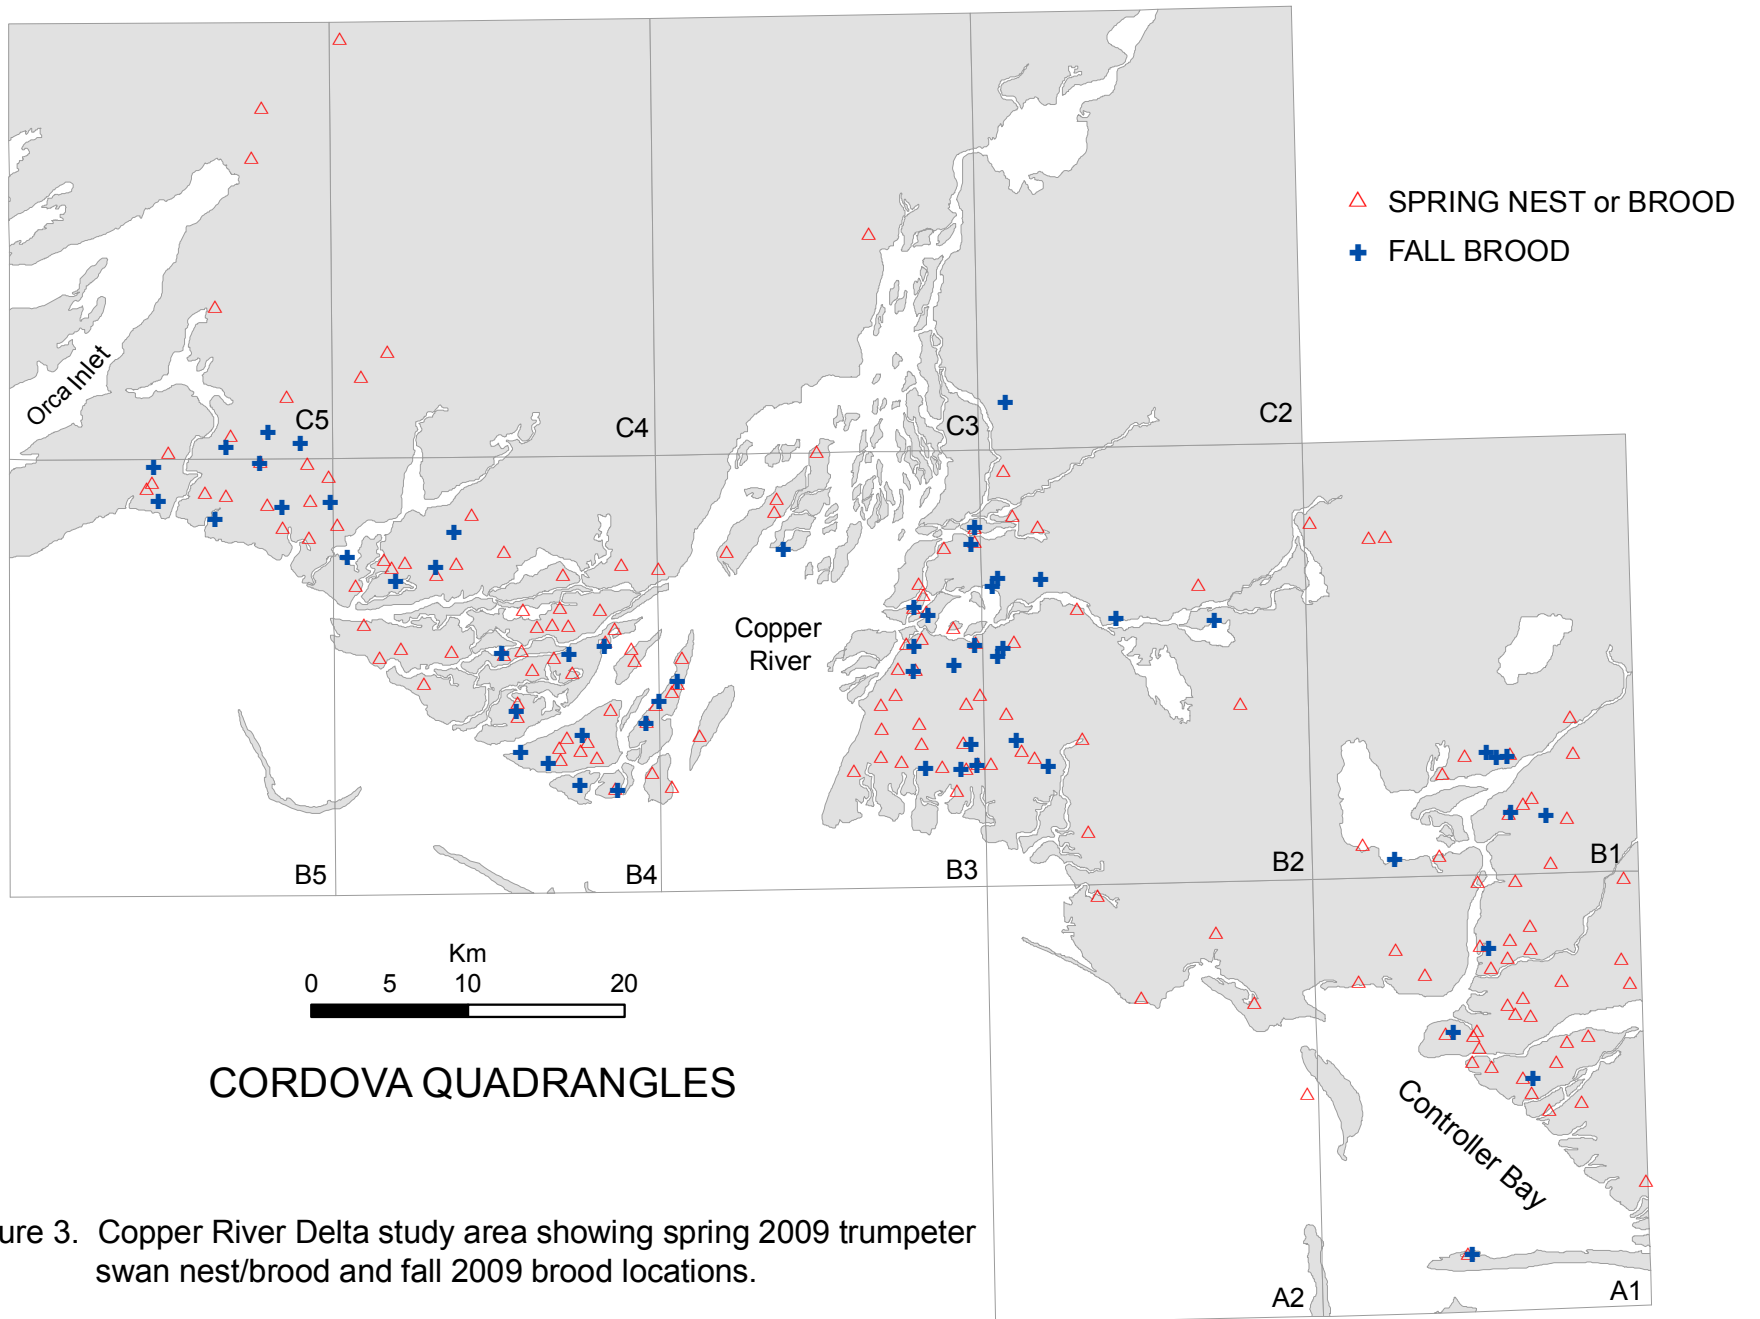 SPRING NEST or BROOD
FALL BROOD
Orca Inlet
C5
C4
C3
C2
Copper
River
B5
B4
B3
B2
B1
Km
0 5 10 20
CORDOVA QUADRANGLES
Controller Bay
ure 3. Copper River Delta study area showing spring 2009 trumpeter
swan nest/brood and fall 2009 brood locations.
A2
A1